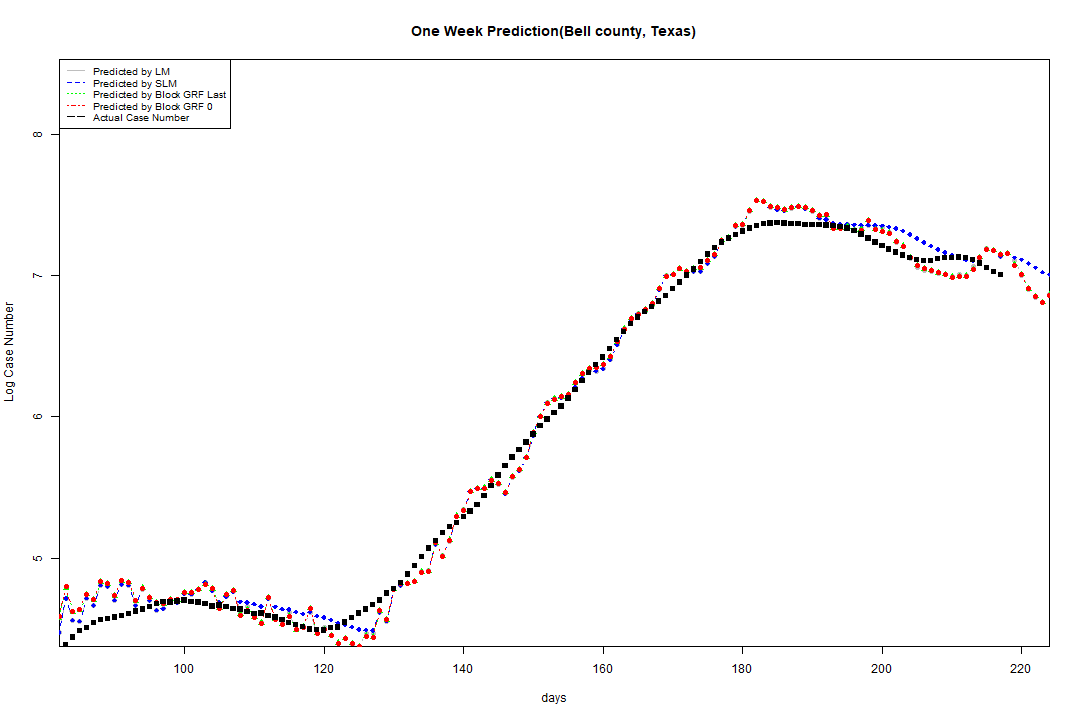 One Week Prediction(Bell county, Texas)
Predicted by LM
Predicted by SLM
Predicted by Block GRF Last
Predicted by Block GRF 0
Actual Case Number
8
7
6
5
Log Case Number
100 120 140 160 180 200 220
days